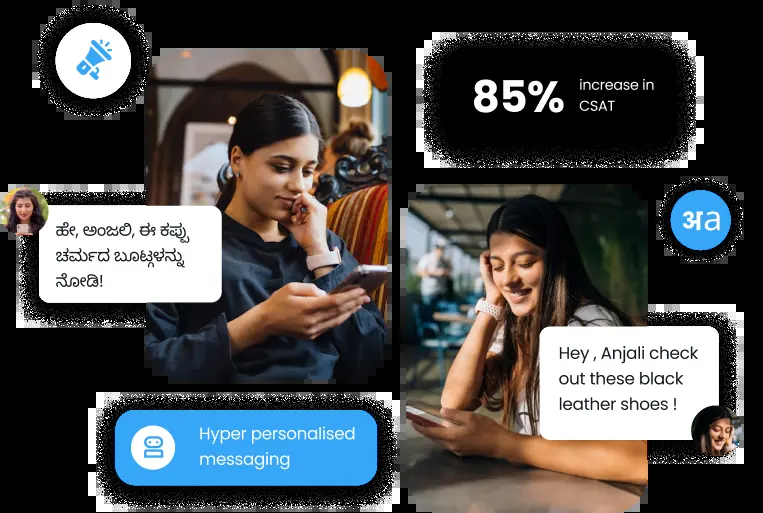 85%
increase in
CSAT
अa
ಹೇ, ಅಂಜಲಿ, ಈ ಕಪ್ಪು
ಚರ್ಮದ ಬೂಟ್ಗಳನ್ನು
ನೋಡಿ!
Hey , Anjali check
out these black
leather shoes !
Hyper personalised
messaging